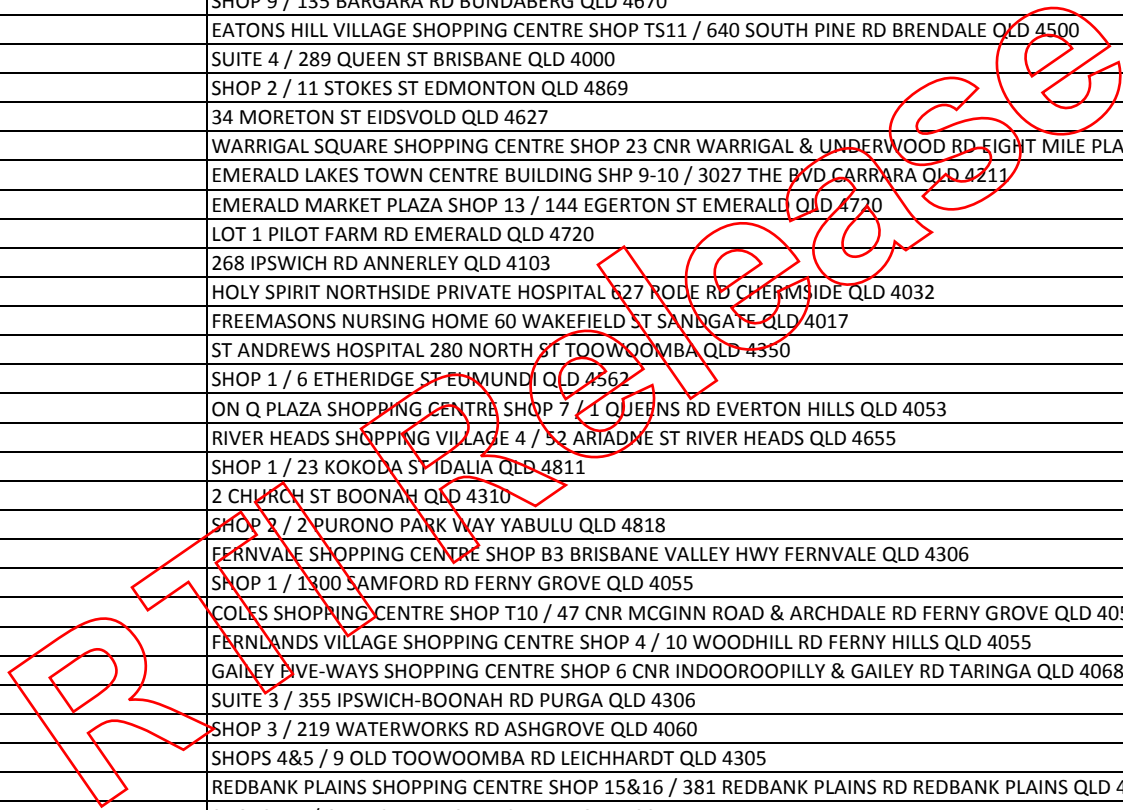 SHOP 9 / 135 BARGARA RD BUNDABERG QLD 4670
EATONS HILL VILLAGE SHOPPING CENTRE SHOP TS11 / 640 SOUTH PINE RD BRENDALE QLD 4500
SUITE 4 / 289 QUEEN ST BRISBANE QLD 4000
SHOP 2 / 11 STOKES ST EDMONTON QLD 4869
34 MORETON ST EIDSVOLD QLD 4627
WARRIGAL SQUARE SHOPPING CENTRE SHOP 23 CNR WARRIGAL & UNDERWOOD RD EIGHT MILE PLA
EMERALD LAKES TOWN CENTRE BUILDING SHP 9-10 / 3027 THE BVD CARRARA QLD 4211
EMERALD MARKET PLAZA SHOP 13 / 144 EGERTON ST EMERALD QLD 4720
LOT 1 PILOT FARM RD EMERALD QLD 4720
268 IPSWICH RD ANNERLEY QLD 4103
HOLY SPIRIT NORTHSIDE PRIVATE HOSPITAL 627 RODE RD CHERMSIDE QLD 4032
FREEMASONS NURSING HOME 60 WAKEFIELD ST SANDGATE QLD 4017
ST ANDREWS HOSPITAL 280 NORTH ST TOOWOOMBA QLD 4350
SHOP 1 / 6 ETHERIDGE ST EUMUNDI QLD 4562
ON Q PLAZA SHOPPING CENTRE SHOP 7 / 1 QUEENS RD EVERTON HILLS QLD 4053
RIVER HEADS SHOPPING VILLAGE 4 / 52 ARIADNE ST RIVER HEADS QLD 4655
SHOP 1 / 23 KOKODA ST IDALIA QLD 4811
2 CHURCH ST BOONAH QLD 4310
SHOP 2 / 2 PURONO PARK WAY YABULU QLD 4818
FERNVALE SHOPPING CENTRE SHOP B3 BRISBANE VALLEY HWY FERNVALE QLD 4306
SHOP 1 / 1300 SAMFORD RD FERNY GROVE QLD 4055
COLES SHOPPING CENTRE SHOP T10 / 47 CNR MCGINN ROAD & ARCHDALE RD FERNY GROVE QLD 405
FERNLANDS VILLAGE SHOPPING CENTRE SHOP 4 / 10 WOODHILL RD FERNY HILLS QLD 4055
GAILEY FIVE-WAYS SHOPPING CENTRE SHOP 6 CNR INDOOROOPILLY & GAILEY RD TARINGA QLD 4068
SUITE 3 / 355 IPSWICH-BOONAH RD PURGA QLD 4306
SHOP 3 / 219 WATERWORKS RD ASHGROVE QLD 4060
SHOPS 4&5 / 9 OLD TOOWOOMBA RD LEICHHARDT QLD 4305
REDBANK PLAINS SHOPPING CENTRE SHOP 15&16 / 381 REDBANK PLAINS RD REDBANK PLAINS QLD 4
RTI Release